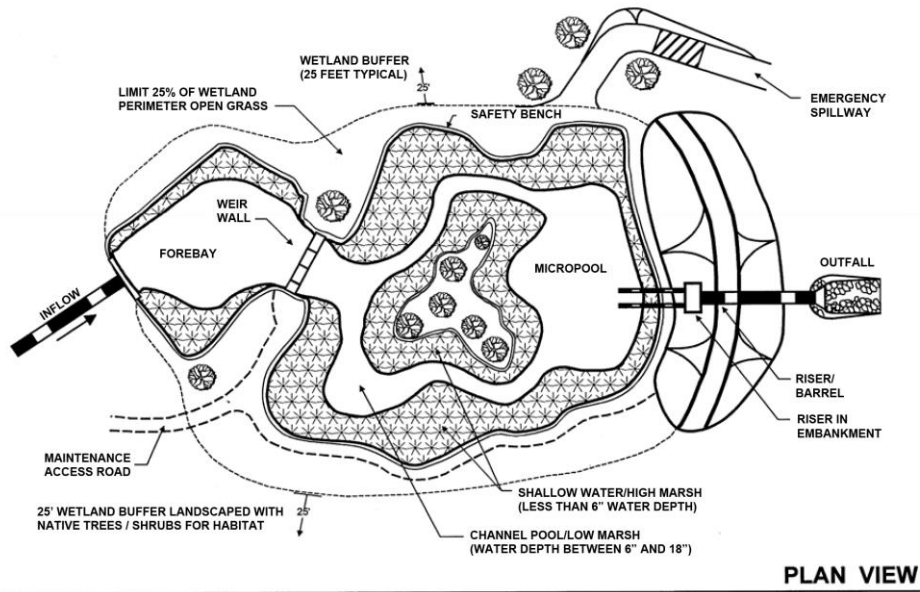 WETLAND BUFFER
(25 FEET TYPICAL)
25'
LIMIT 25% OF WETLAND
PERIMETER OPEN GRASS
SAFETY BENCH
EMERGENCY
SPILLWAY
WEIR
WALL
FOREBAY
MICROPOOL
OUTFALL
INFLOW
RISER/
BARREL
RISER IN
EMBANKMENT
MAINTENANCE
ACCESS ROAD
SHALLOW WATER/HIGH MARSH
(LESS THAN 6” WATER DEPTH)
25' WETLAND BUFFER LANDSCAPED WITH
NATIVE TREES / SHRUBS FOR HABITAT
25'
CHANNEL POOL/LOW MARSH
(WATER DEPTH BETWEEN 6” AND 18”)
PLAN VIEW